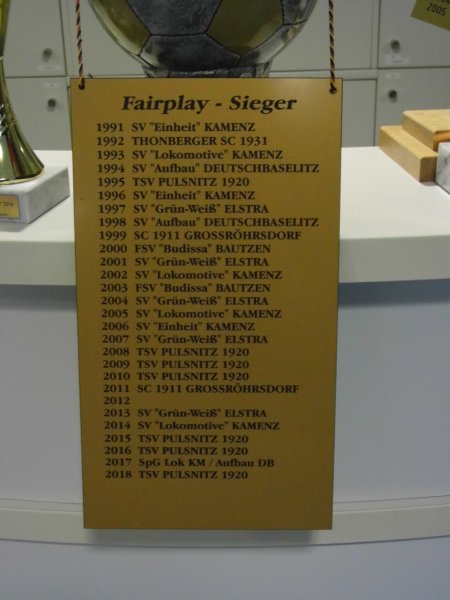 Fairplay - Sieger
1991 SV "Einheit" KAMENZ
1992 THONBERGER SC 1931
1993 SV "Lokomotive" KAMENZ
1994 SV "Aufbau" DEUTSCHBASELITZ
1995 TSV PULSNITZ 1920
1996 SV "Einheit" KAMENZ
1997 SV "Grün-Weiß" ELSTRA
1998 SV "Aufbau" DEUTSCHBASELITZ
1999 SC 1911 GROSSRÖHRSDORF
2000 FSV "Budissa" BAUTZEN
2001 SV "Grün-Weiß" ELSTRA
2002 SV "Lokomotive" KAMENZ
2003 FSV "Budissa" BAUTZEN
2004 SV "Grün-Weiß" ELSTRA
2005 SV "Lokomotive" KAMENZ
2006 SV "Einheit" KAMENZ
2007 SV "Grün-Weiß" ELSTRA
2008 TSV PULSNITZ 1920
2009 TSV PULSNITZ 1920
2010 TSV PULSNITZ 1920
2011 SC 1911 GROSSRÖHRSDORF
2012
2013 SV "Grün-Weiß" ELSTRA
2014 SV "Lokomotive" KAMENZ
2015 TSV PULSNITZ 1920
2016 TSV PULSNITZ 1920
2017 SpG Lok KM / Aufbau DB
2018 TSV PULSNITZ 1920
2005